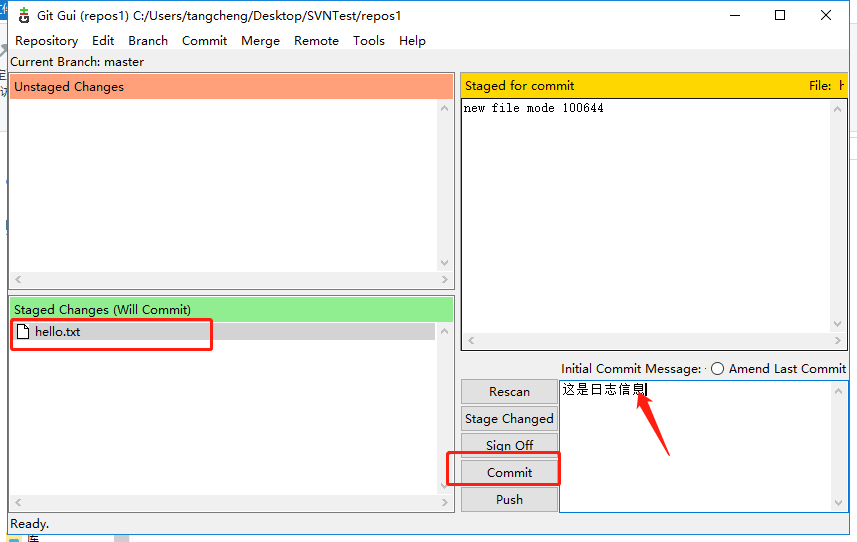 Git Gui (repos1) C:/Users/tangcheng/Desktop/SVNTest/repos1
Repository Edit Branch Commit Merge Remote Tools Help
Current Branch: master
Unstaged Changes
Staged for commit File: h
new file mode 100644
Staged Changes (Will Commit)
hello.txt
Initial Commit Message: Amend Last Commit
Rescan
这是日志信息
Stage Changed
Sign Off
Commit
Push
Ready.
库